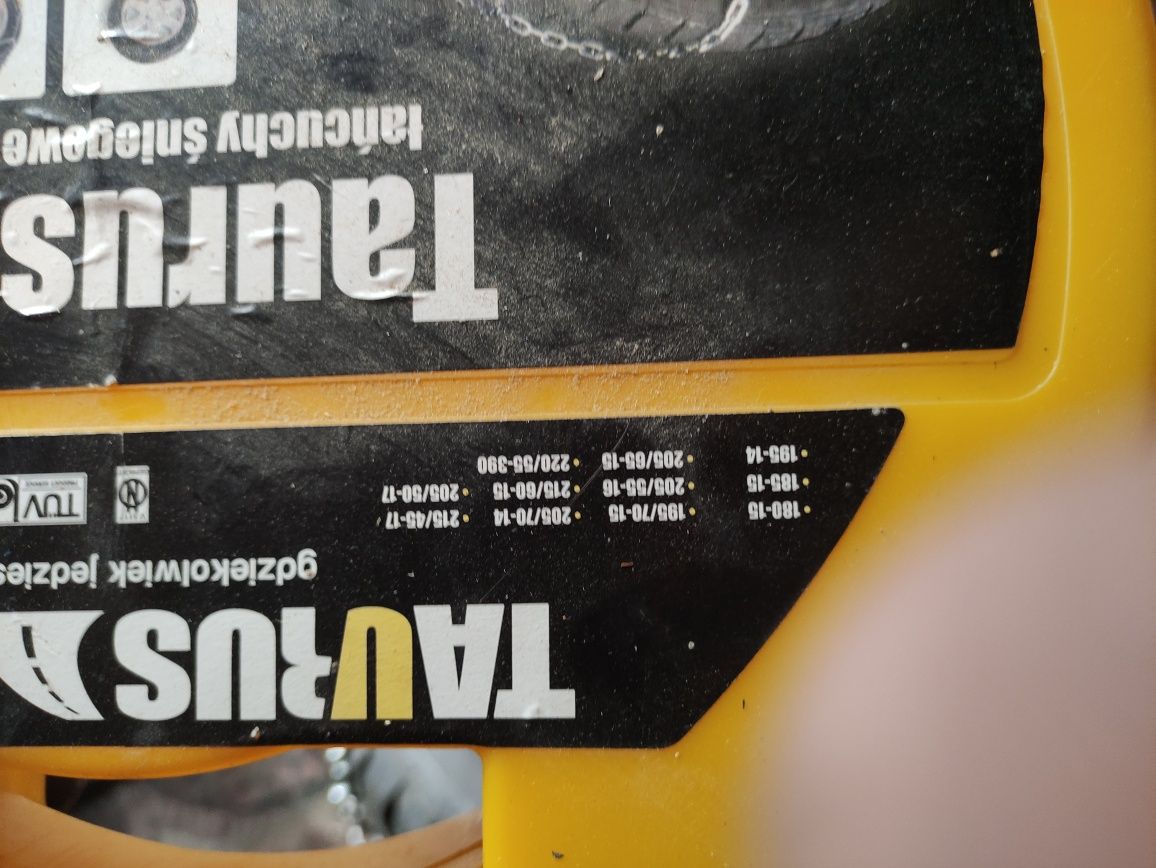 TAURUS
gdziekolwiek jedzies
• 180-15 • 195/70-15 • 205/70-14 • 215/45-17
• 185-15 • 205/55-16 • 215/60-15 • 205/50-17
• 195-14 • 205/65-15 • 220/55-390
TÜV
Taurus
łańcuchy śniegowe